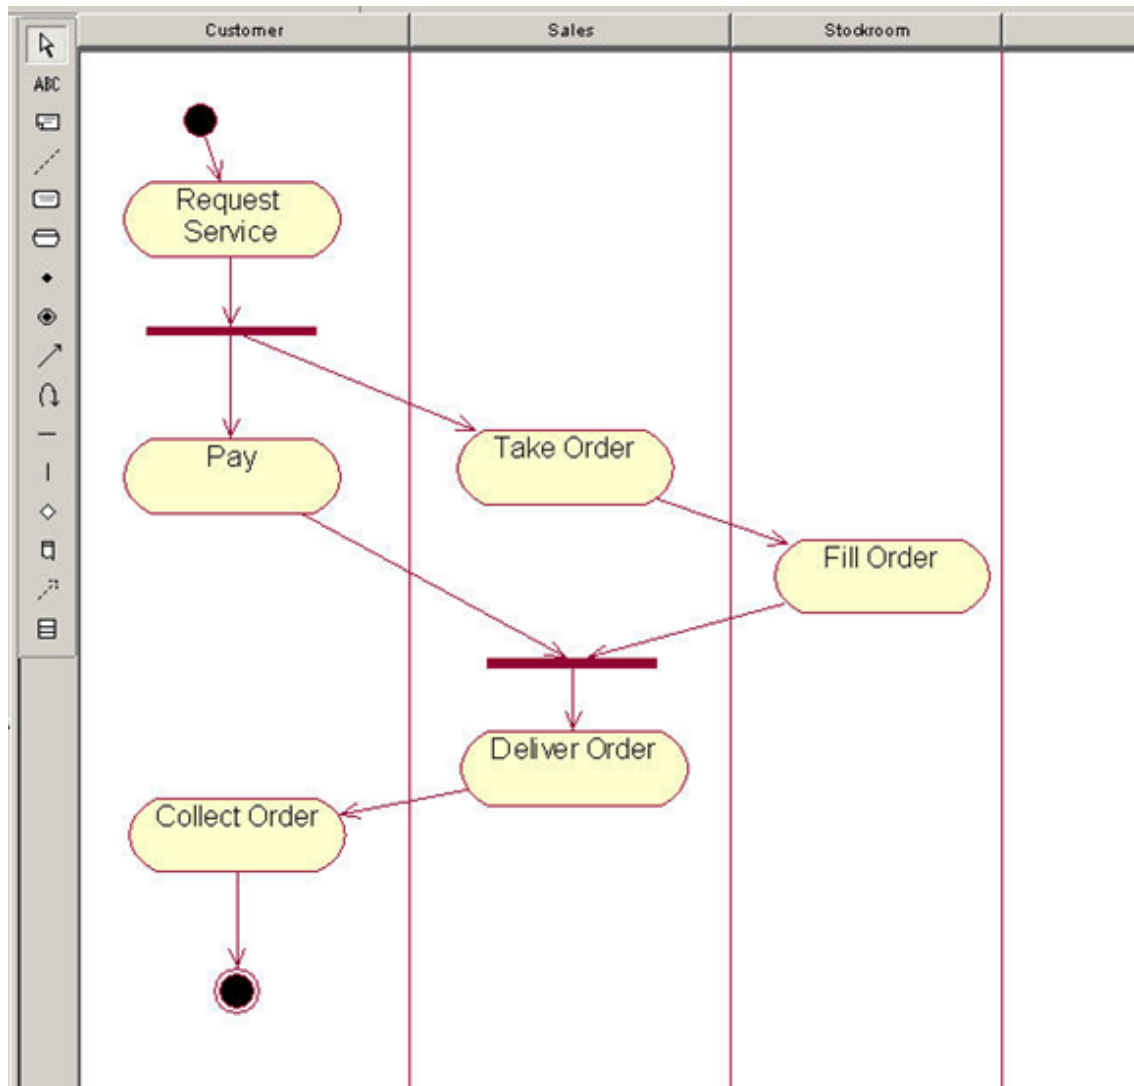 Customer
Sales
Stockroom
ABC
Request
Service
Pay
Take Order
Fill Order
Deliver Order
Collect Order